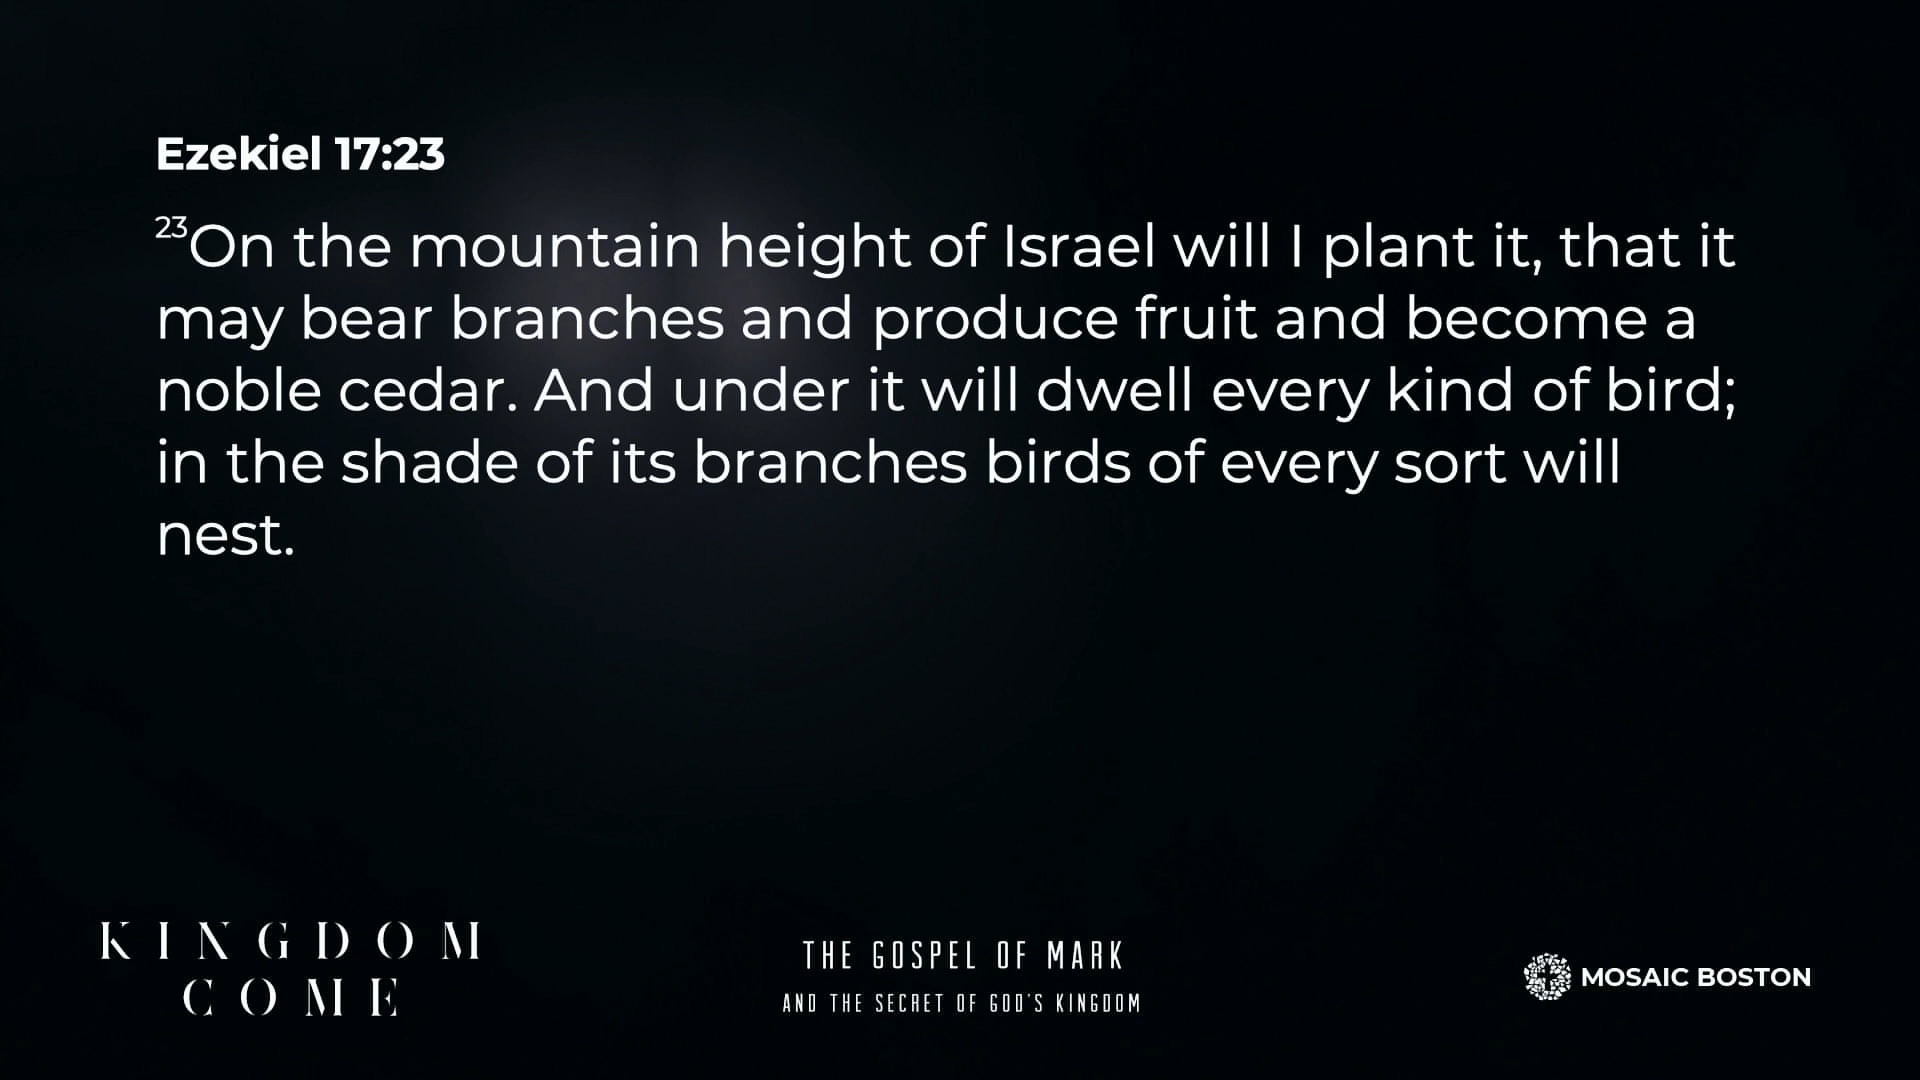 Ezekiel 17:23
23On the mountain height of Israel will I plant it, that it
may bear branches and produce fruit and become a
noble cedar. And under it will dwell every kind of bird;
in the shade of its branches birds of every sort will
nest.
KINGDOM
COME
THE GOSPEL OF MARK
AND THE SECRET OF GOD'S KINGDOM
MOSAIC BOSTON